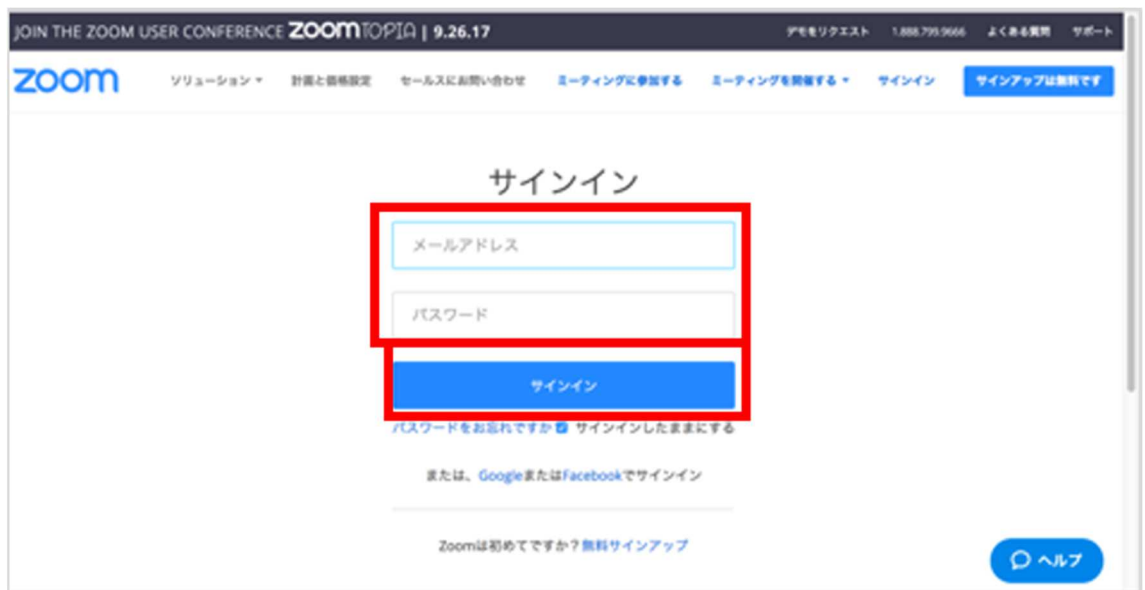 JOIN THE ZOOM USER CONFERENCE ZOOMTOPIA | 9.26.17 デモをリクエスト 1.888.799.9666 よくある質問 サポート
zoom ソリューション 計画と価格設定 セールスにお問い合わせ ミーティングに参加する ミーティングを開催する サインイン サインアップは無料です
サインイン
メールアドレス
パスワード
サインイン
パスワードをお忘れですか サインインしたままにする
または、GoogleまたはFacebookでサインイン
Zoomは初めてですか?無料サインアップ
ヘルプ